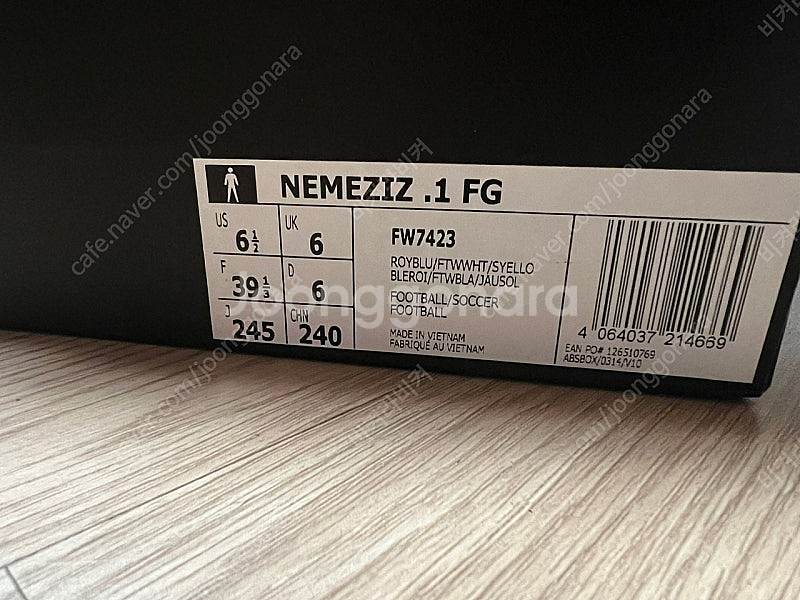 NEMEZIZ .1 FG
US 6½ UK 6
F 39⅓ D 6
J 245 CHN 240
FW7423
ROYBLU/FTWWHT/SYELLO
BLEROI/FTWBLA/JAUSOL
FOOTBALL/SOCCER
FOOTBALL
MADE IN VIETNAM
FABRIQUÉ AU VIETNAM
4 064037 214669
EAN PO# 126510769
ABSBOX/0314/V10
Joonggonara
cafe.naver.com/joonggonara